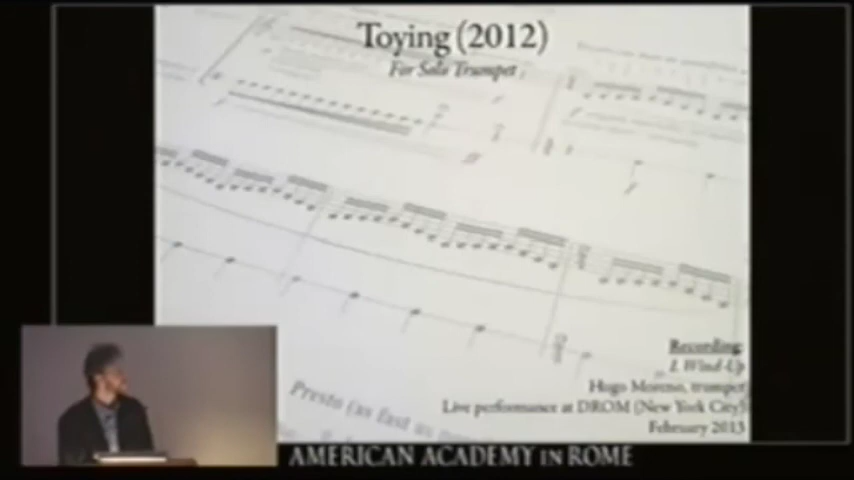 Toying (2012)
For Solo Trumpet
Presto (as fast as
Recording:
I. Wind-Up
Hugo Moreno, trumpet
Live performance at DROM (New York City)
February 2013
AMERICAN ACADEMY IN ROME